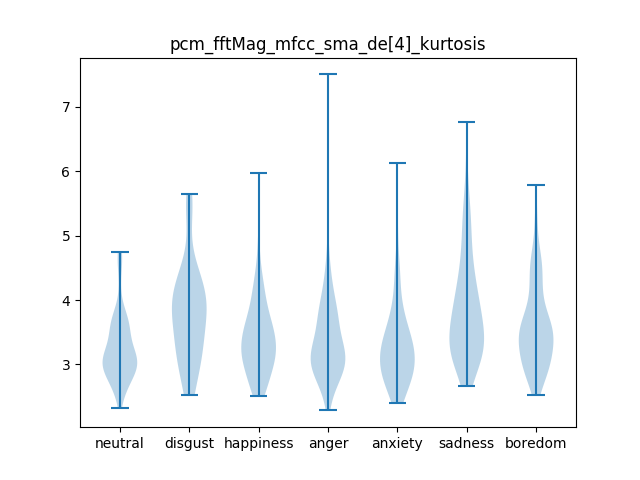 pcm_fftMag_mfcc_sma_de[4]_kurtosis
7
6
5
4
3
neutral disgust happiness anger anxiety sadness boredom